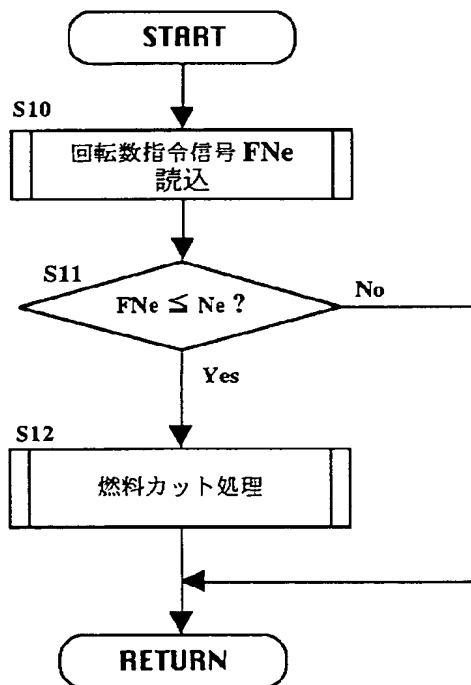 START
S10
回転数指令信号 FNe
読込
S11
FNe ≦ Ne ?
No
Yes
S12
燃料カット処理
RETURN